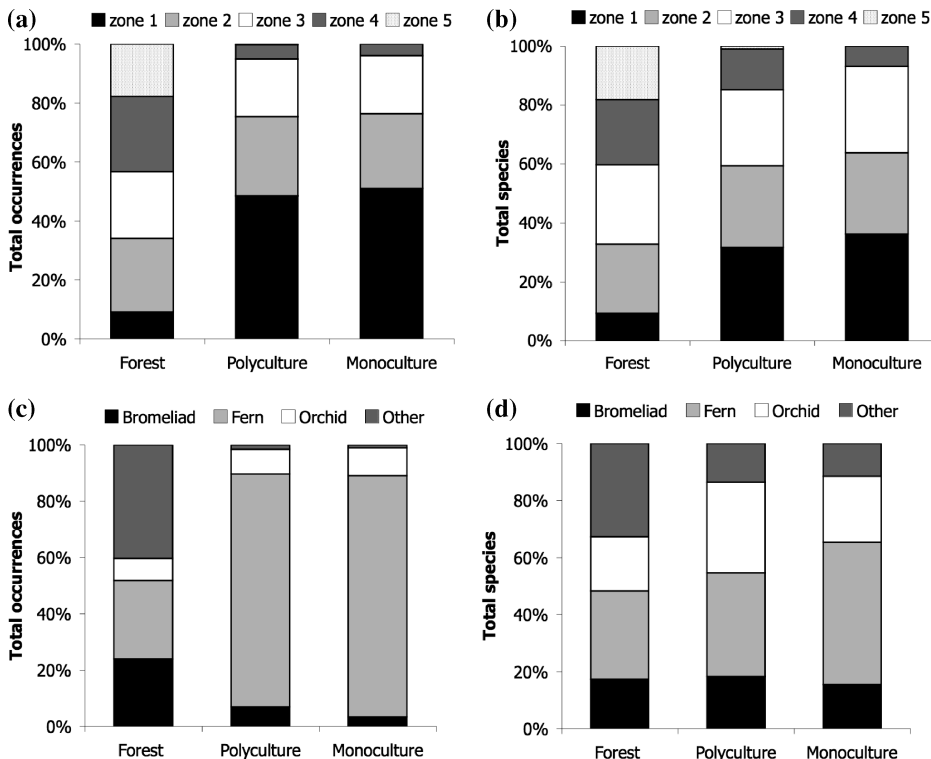 (a) zone 1 zone 2 zone 3 zone 4 zone 5
100%
80%
60%
40%
20%
0%
Total occurrences
Forest Polyculture Monoculture
(b) zone 1 zone 2 zone 3 zone 4 zone 5
100%
80%
60%
40%
20%
0%
Total species
Forest Polyculture Monoculture
(c) Bromeliad Fern Orchid Other
100%
80%
60%
40%
20%
0%
Total occurrences
Forest Polyculture Monoculture
(d) Bromeliad Fern Orchid Other
100%
80%
60%
40%
20%
0%
Total species
Forest Polyculture Monoculture